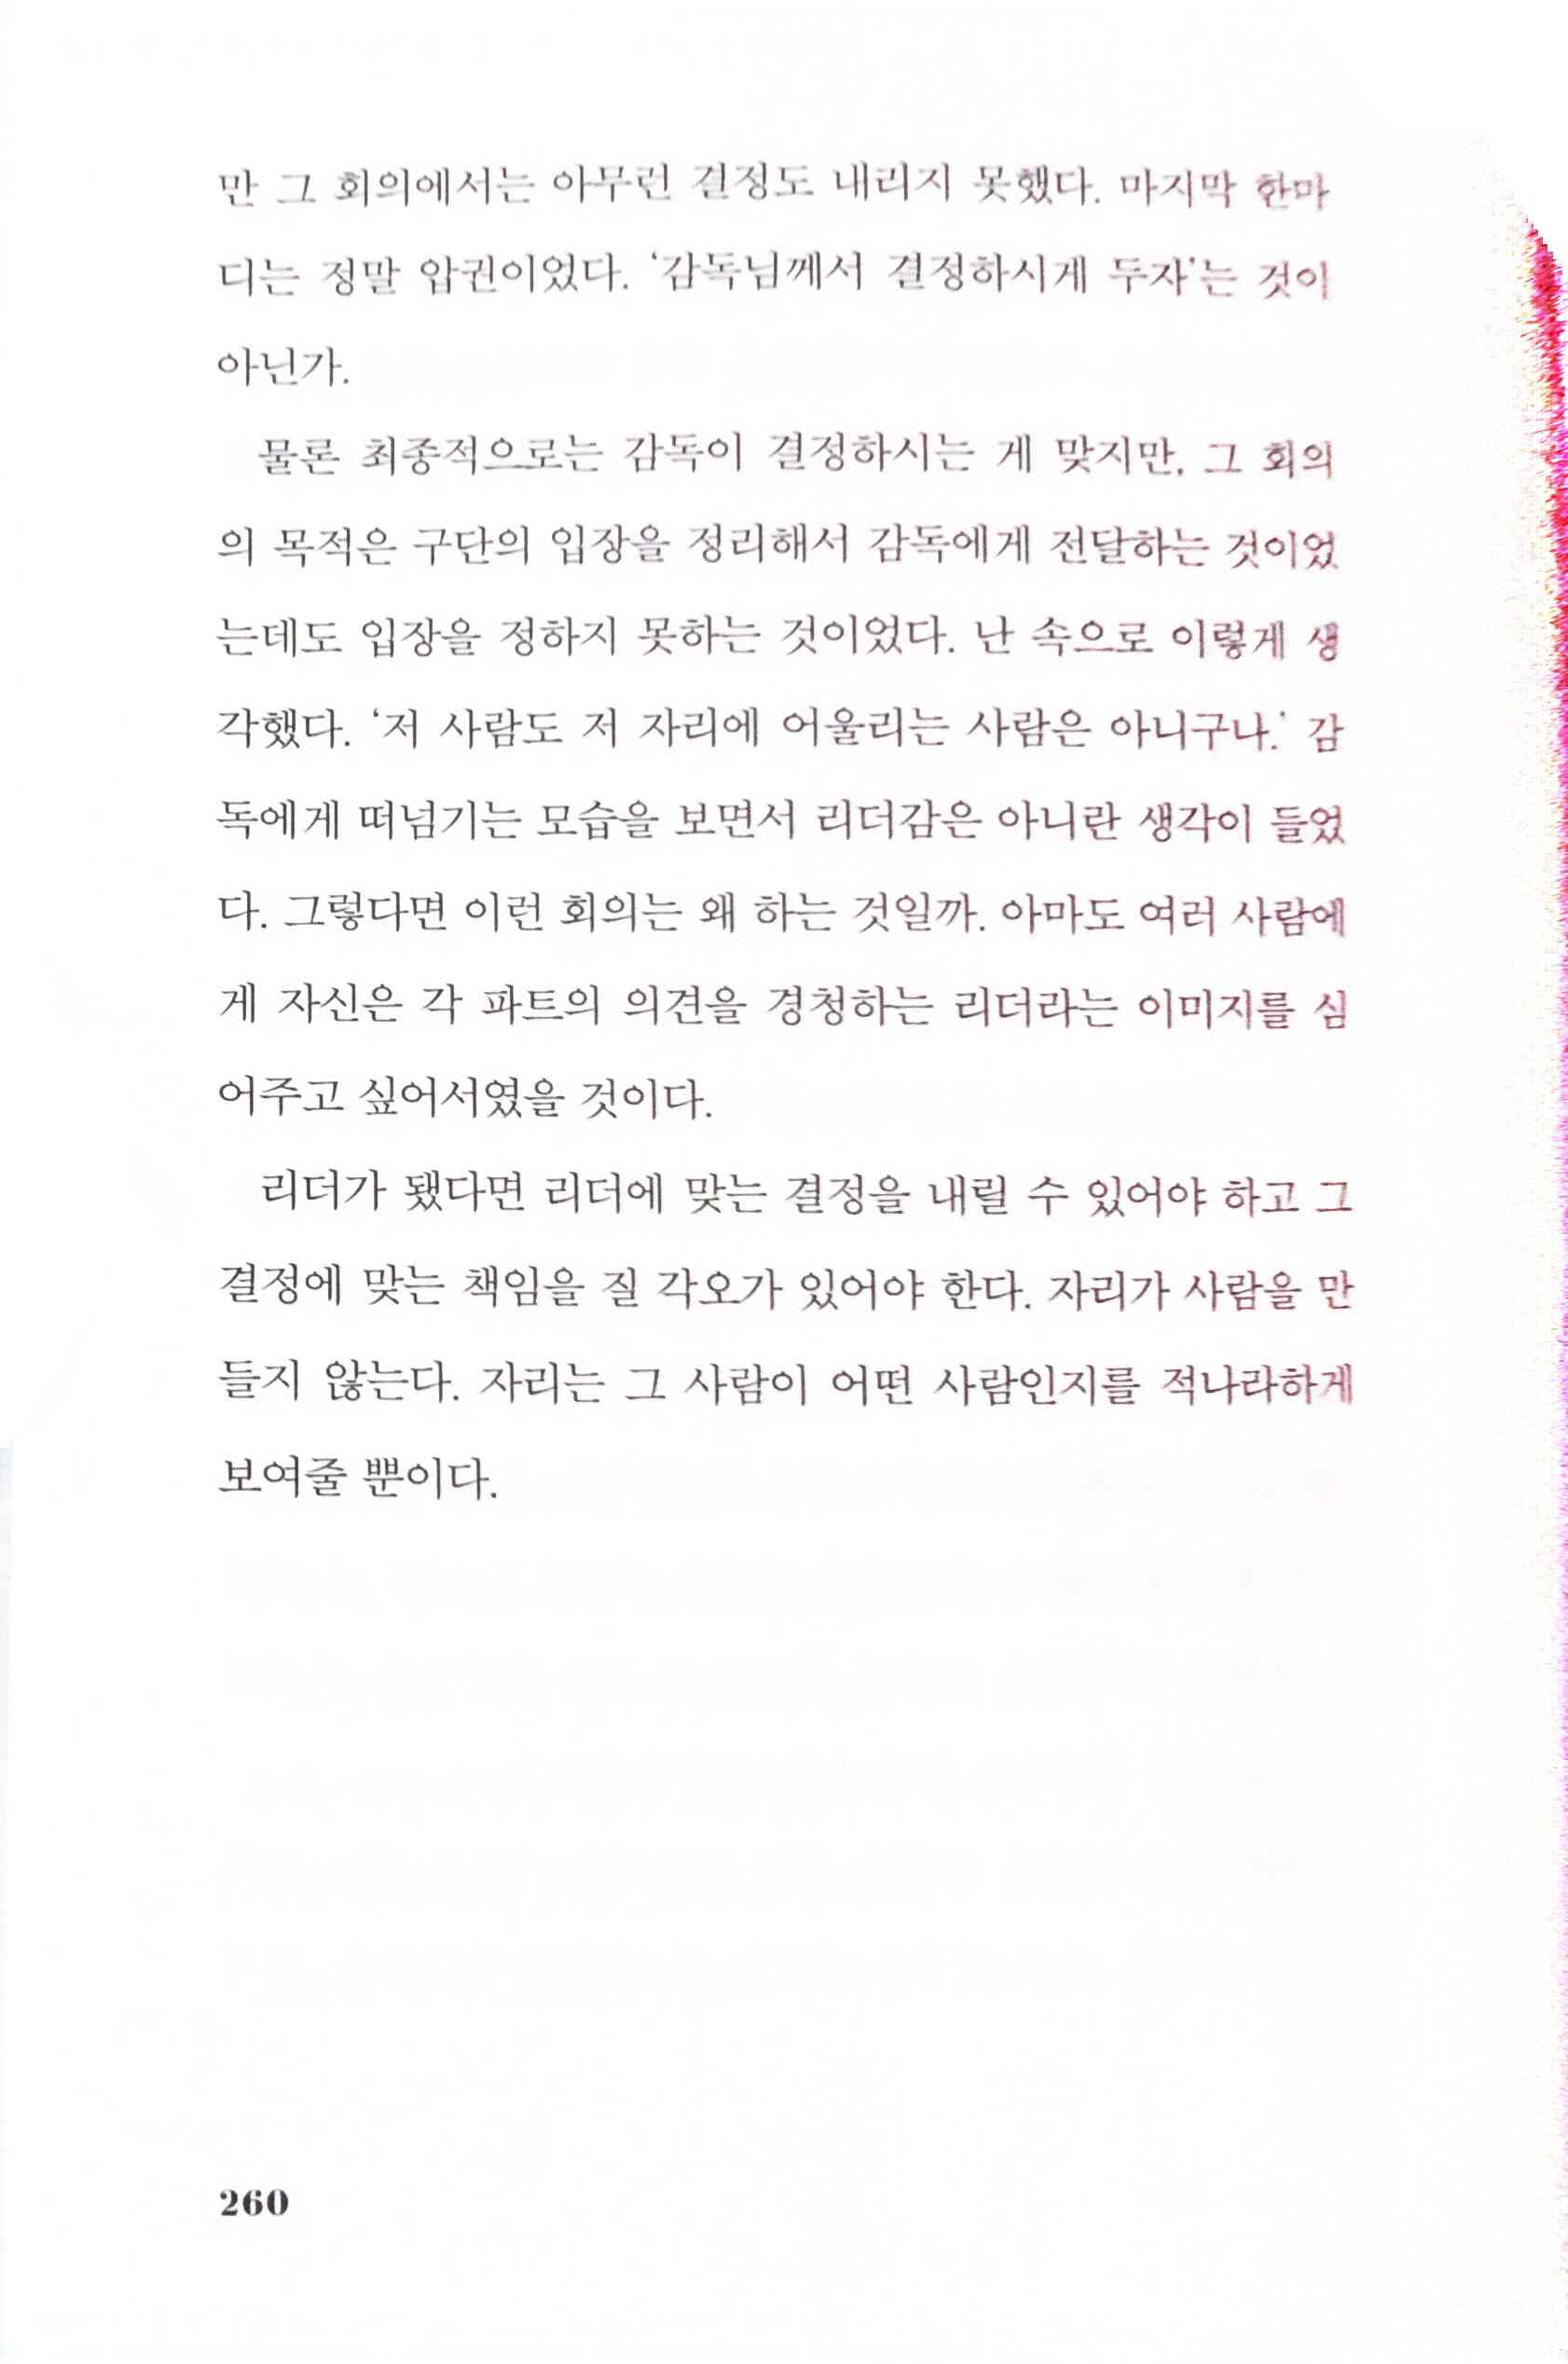 만 그 회의에서는 아무런 결정도 내리지 못했다. 마지막 한마
디는 정말 압권이었다. ‘감독님께서 결정하시게 두자’는 것이
아닌가.
물론 최종적으로는 감독이 결정하시는 게 맞지만, 그 회의
의 목적은 구단의 입장을 정리해서 감독에게 전달하는 것이었
는데도 입장을 정하지 못하는 것이었다. 난 속으로 이렇게 생
각했다. ‘저 사람도 저 자리에 어울리는 사람은 아니구나.’ 감
독에게 떠넘기는 모습을 보면서 리더감은 아니란 생각이 들었
다. 그렇다면 이런 회의는 왜 하는 것일까. 아마도 여러 사람에
게 자신은 각 파트의 의견을 경청하는 리더라는 이미지를 심
어주고 싶어서였을 것이다.
리더가 됐다면 리더에 맞는 결정을 내릴 수 있어야 하고 그
결정에 맞는 책임을 질 각오가 있어야 한다. 자리가 사람을 만
들지 않는다. 자리는 그 사람이 어떤 사람인지를 적나라하게
보여줄 뿐이다.
260